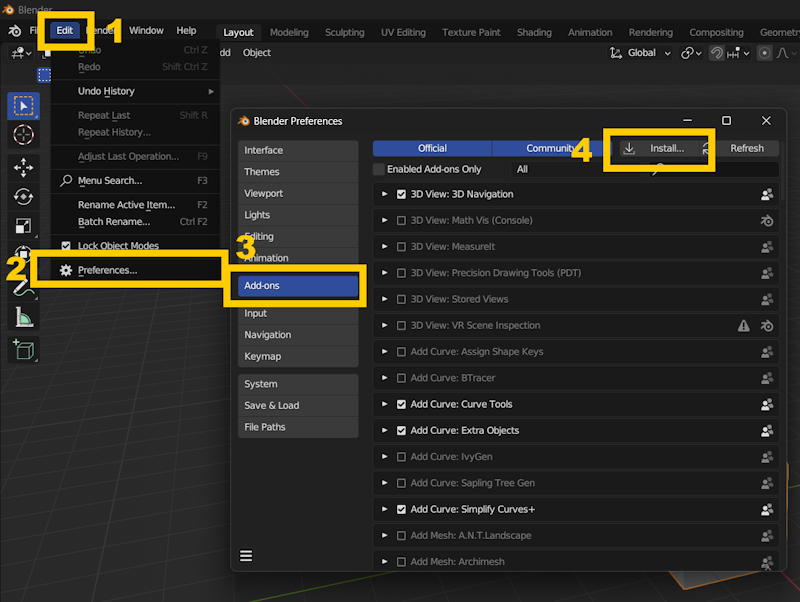 Blender
1
Edit
Window
Help
Layout
Modeling
Sculpting
UV Editing
Texture Paint
Shading
Animation
Rendering
Compositing
Object
Global
Undo
Ctrl Z
Redo
Shift Ctrl Z
Undo History
Repeat Last
Shift R
Repeat History...
Adjust Last Operation...
F9
Menu Search...
F3
Rename Active Item...
F2
Batch Rename...
Ctrl F2
Lock Object Modes
2
Preferences...
Blender Preferences
Interface
Themes
Viewport
Lights
Editing
3
Animation
Add-ons
Input
Navigation
Keymap
System
Save & Load
File Paths
Official
Community
4
Install...
Refresh
Enabled Add-ons Only
All
3D View: 3D Navigation
3D View: Math Vis (Console)
3D View: MeasureIt
3D View: Precision Drawing Tools (PDT)
3D View: Stored Views
3D View: VR Scene Inspection
Add Curve: Assign Shape Keys
Add Curve: BTracer
Add Curve: Curve Tools
Add Curve: Extra Objects
Add Curve: IvyGen
Add Curve: Sapling Tree Gen
Add Curve: Simplify Curves+
Add Mesh: A.N.T.Landscape
Add Mesh: Archimesh